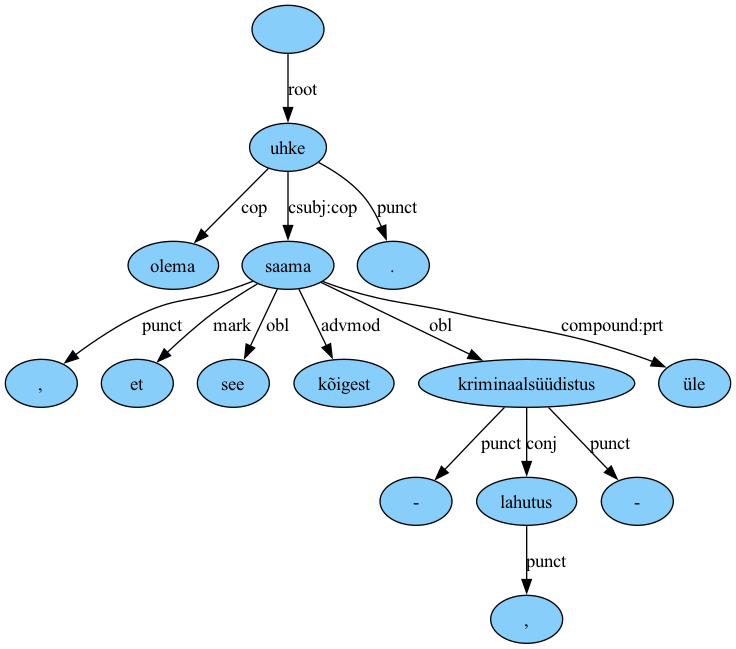 root
uhke
cop csubj:cop punct
olema saama .
punct mark obl advmod obl compound:prt
, et see kõigest kriminaalsüüdistus üle
punct conj punct
- lahutus -
punct
,